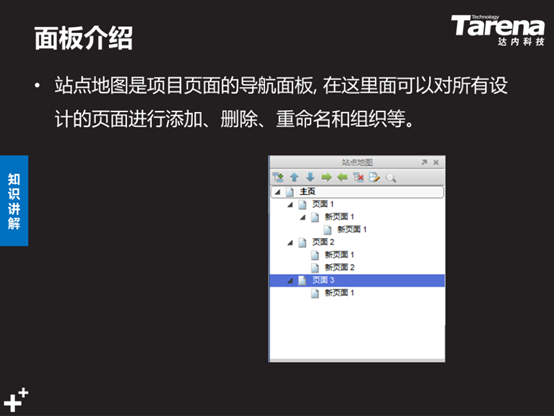 面板介绍
Technology
Tarena
达内科技
• 站点地图是项目页面的导航面板, 在这里面可以对所有设
计的页面进行添加、删除、重命名和组织等。
知识讲解
站点地图
主页
页面 1
新页面 1
新页面 1
页面 2
新页面 1
新页面 2
页面 3
新页面 1